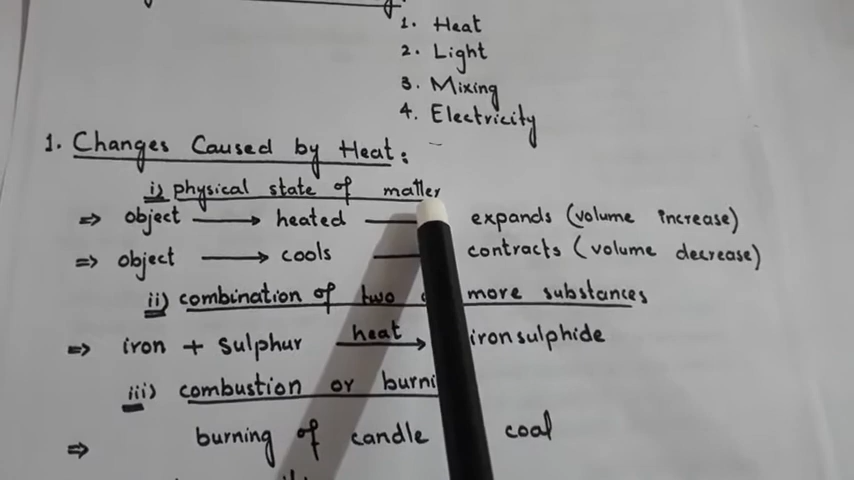 1. Heat
2. Light
3. Mixing
4. Electricity
1. Changes Caused by Heat:
i) physical state of matter
=> object → heated → expands (volume increase)
=> object → cools → contracts (volume decrease)
ii) combination of two more substances
=> iron + sulphur heat → iron sulphide
iii) combustion or burni
=> burning of candle coal